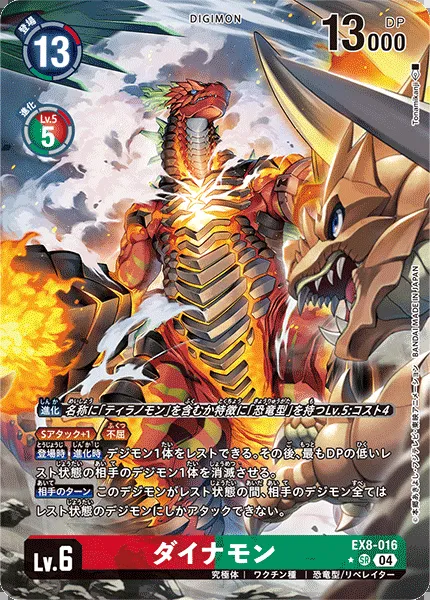 DIGIMON
登場
13
13000
DP
進化
Lv.5
5
Tonamikanji
©本郷あきよし・フジテレビ・東映アニメーション BANDAI MADE IN JAPAN
進化 名称に「ティラノモン」を含むか特徴に「恐竜型」を持つLv.5:コスト4
Sアタック+1 不屈
登場時 進化時 デジモン1体をレストできる。その後、最もDPの低いレ
スト状態の相手のデジモン1体を消滅させる。
相手のターン このデジモンがレスト状態の間、相手のデジモン全ては
レスト状態のデジモンにしかアタックできない。
EX8-016
Lv.6
ダイナモン
SR
04
究極体 | ワクチン種 | 恐竜型/リベレイター